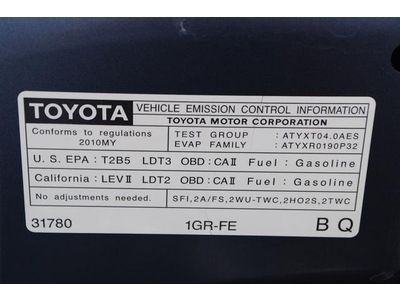 TOYOTA VEHICLE EMISSION CONTROL INFORMATION
TOYOTA MOTOR CORPORATION
Conforms to regulations
2010MY
TEST GROUP : ATYXT04.0AES
EVAP FAMILY : ATYXR0190P32
U.S. EPA : T2B5 LDT3 OBD : CAII Fuel : Gasoline
California : LEVII LDT2 OBD : CAII Fuel : Gasoline
No adjustments needed. SFI,2A/FS,2WU-TWC,2HO2S,2TWC
31780 1GR-FE B Q